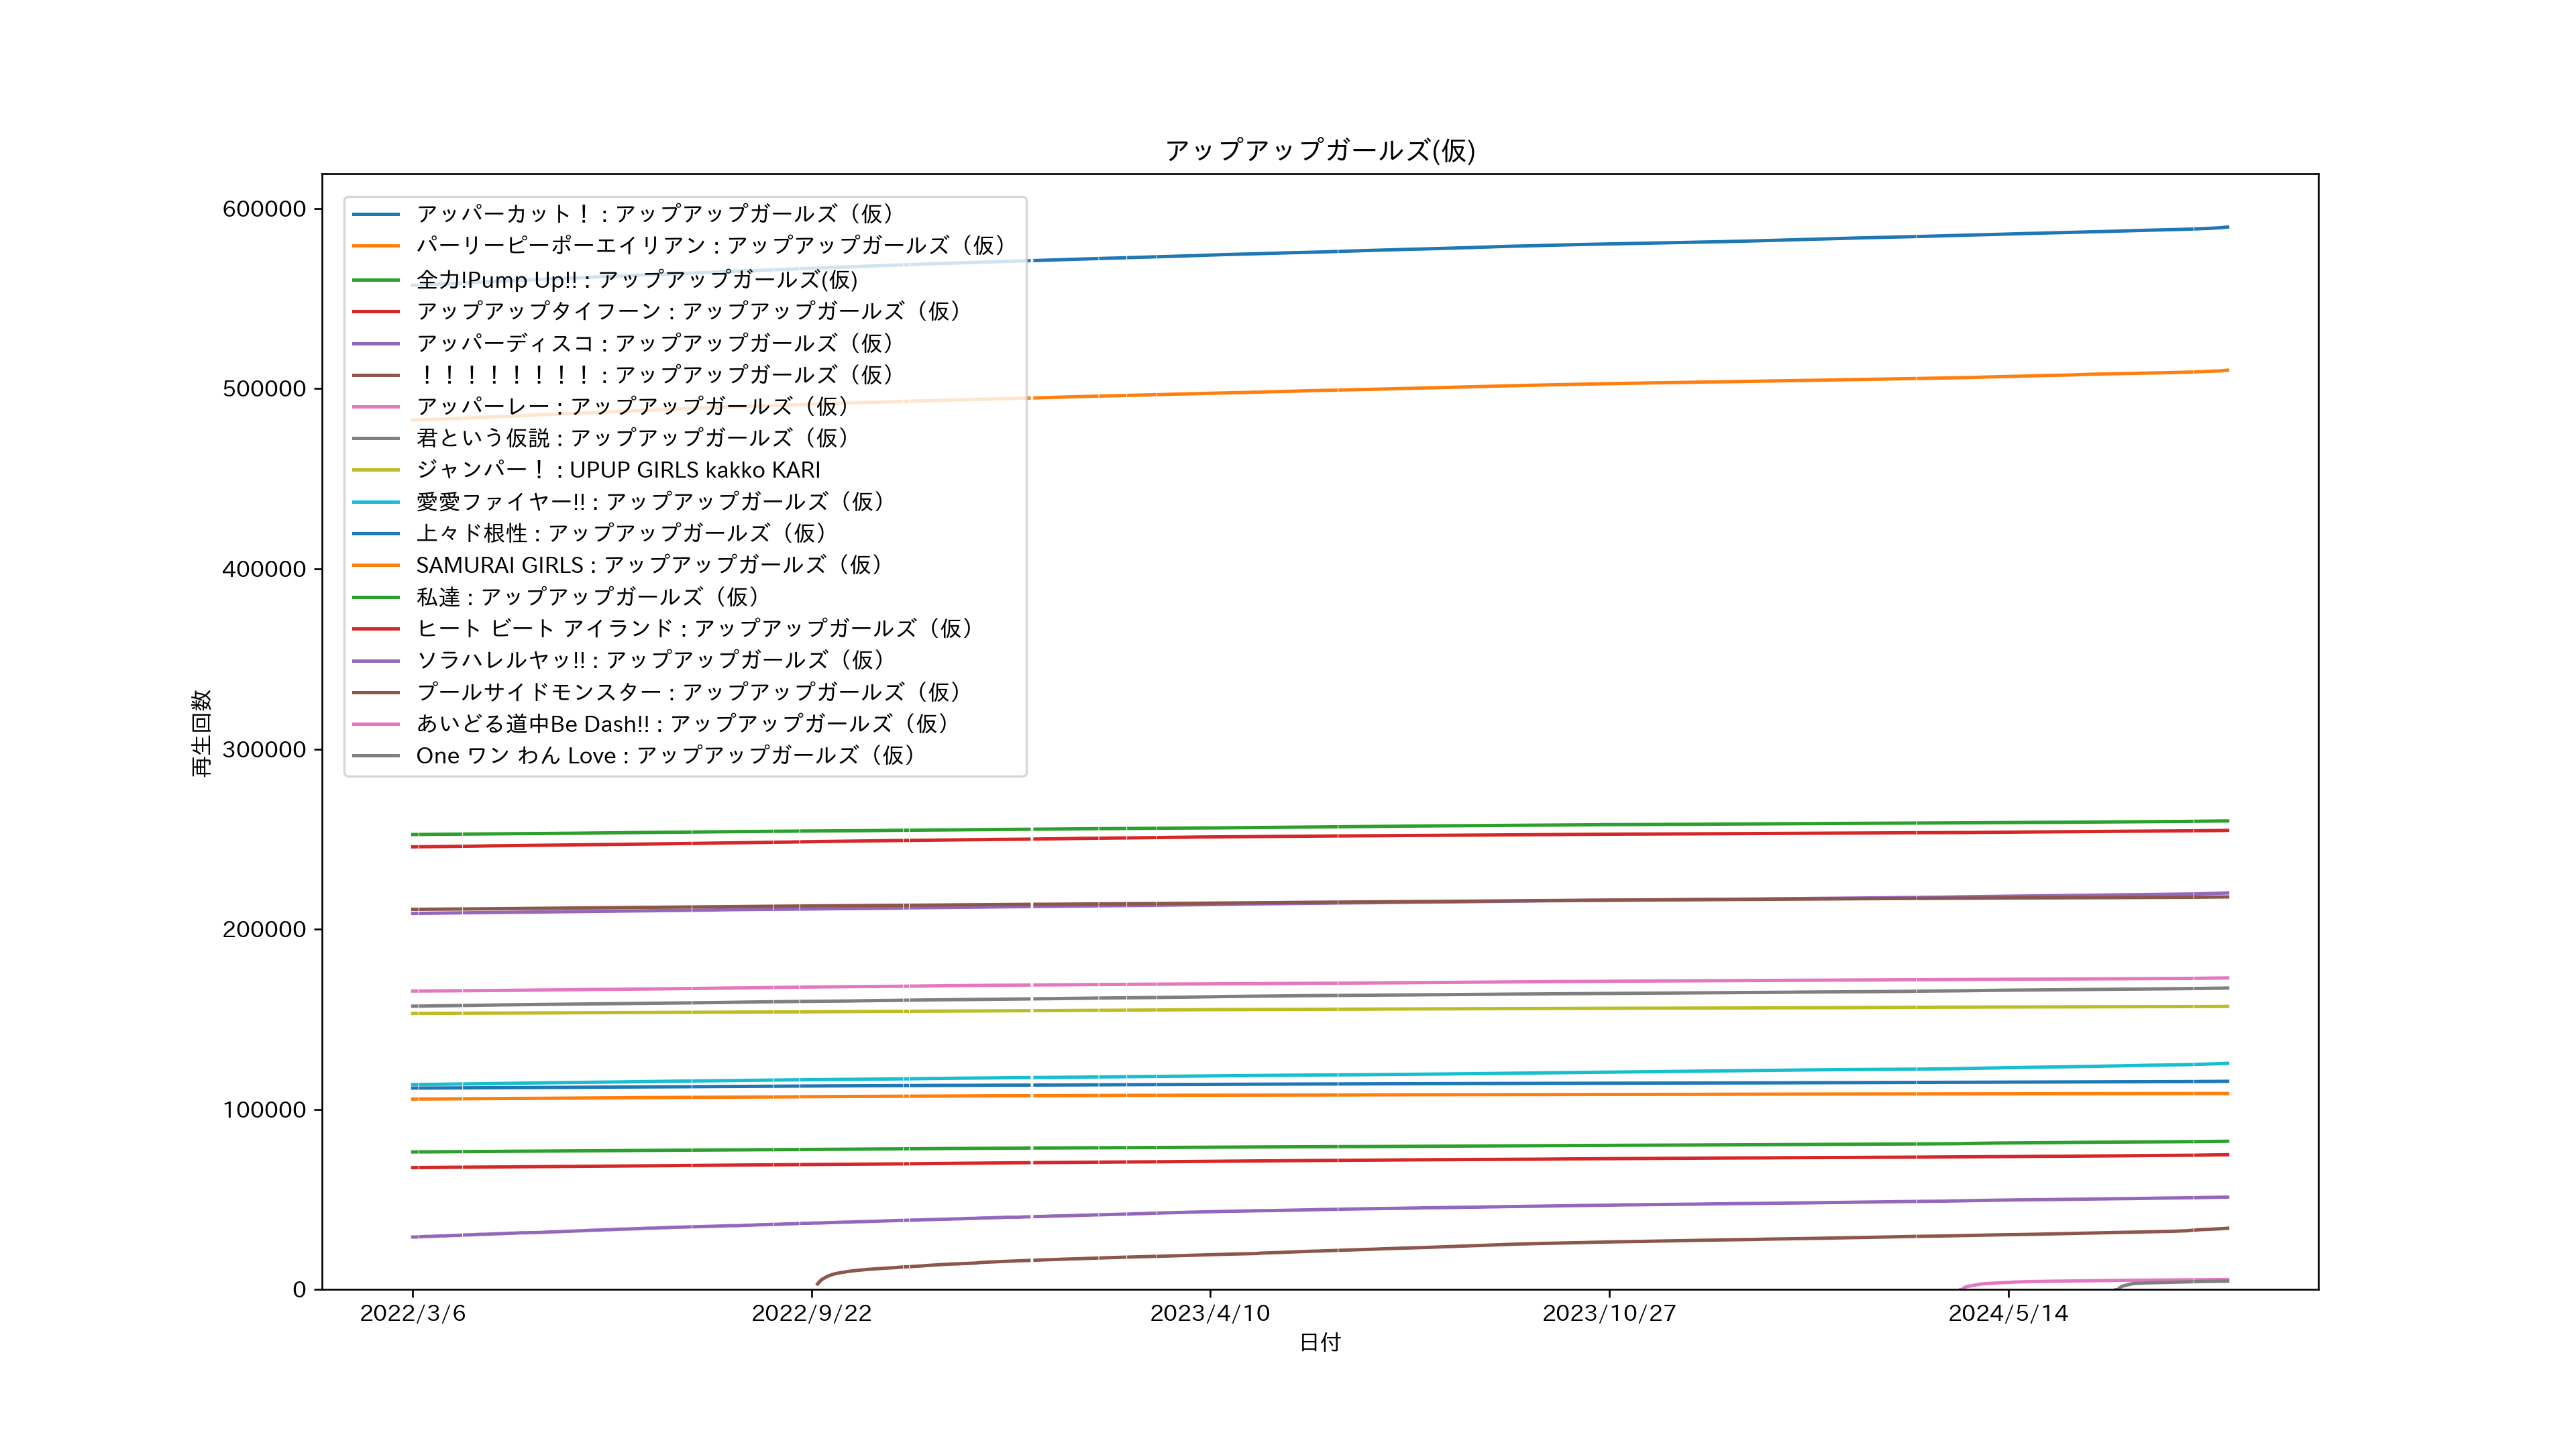 アップアップガールズ(仮)
600000
500000
400000
300000
200000
100000
0
再生回数
アッパーカット！ : アップアップガールズ（仮）
パーリーピーポーエイリアン : アップアップガールズ（仮）
全力!Pump Up!! : アップアップガールズ(仮)
アップアップタイフーン : アップアップガールズ（仮）
アッパーディスコ : アップアップガールズ（仮）
！！！！！！！！ : アップアップガールズ（仮）
アッパーレー : アップアップガールズ（仮）
君という仮説 : アップアップガールズ（仮）
ジャンパー！ : UPUP GIRLS kakko KARI
愛愛ファイヤー!! : アップアップガールズ（仮）
上々ド根性 : アップアップガールズ（仮）
SAMURAI GIRLS : アップアップガールズ（仮）
私達 : アップアップガールズ（仮）
ヒート ビート アイランド : アップアップガールズ（仮）
ソラハレルヤッ!! : アップアップガールズ（仮）
プールサイドモンスター : アップアップガールズ（仮）
あいどる道中Be Dash!! : アップアップガールズ（仮）
One ワン わん Love : アップアップガールズ（仮）
2022/3/6
2022/9/22
2023/4/10
2023/10/27
2024/5/14
日付